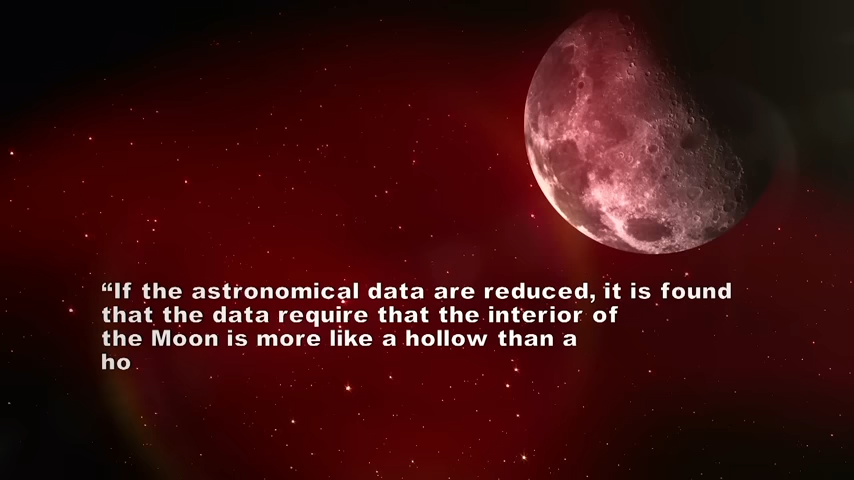 “If the astronomical data are reduced, it is found
that the data require that the interior of
the Moon is more like a hollow than a
ho